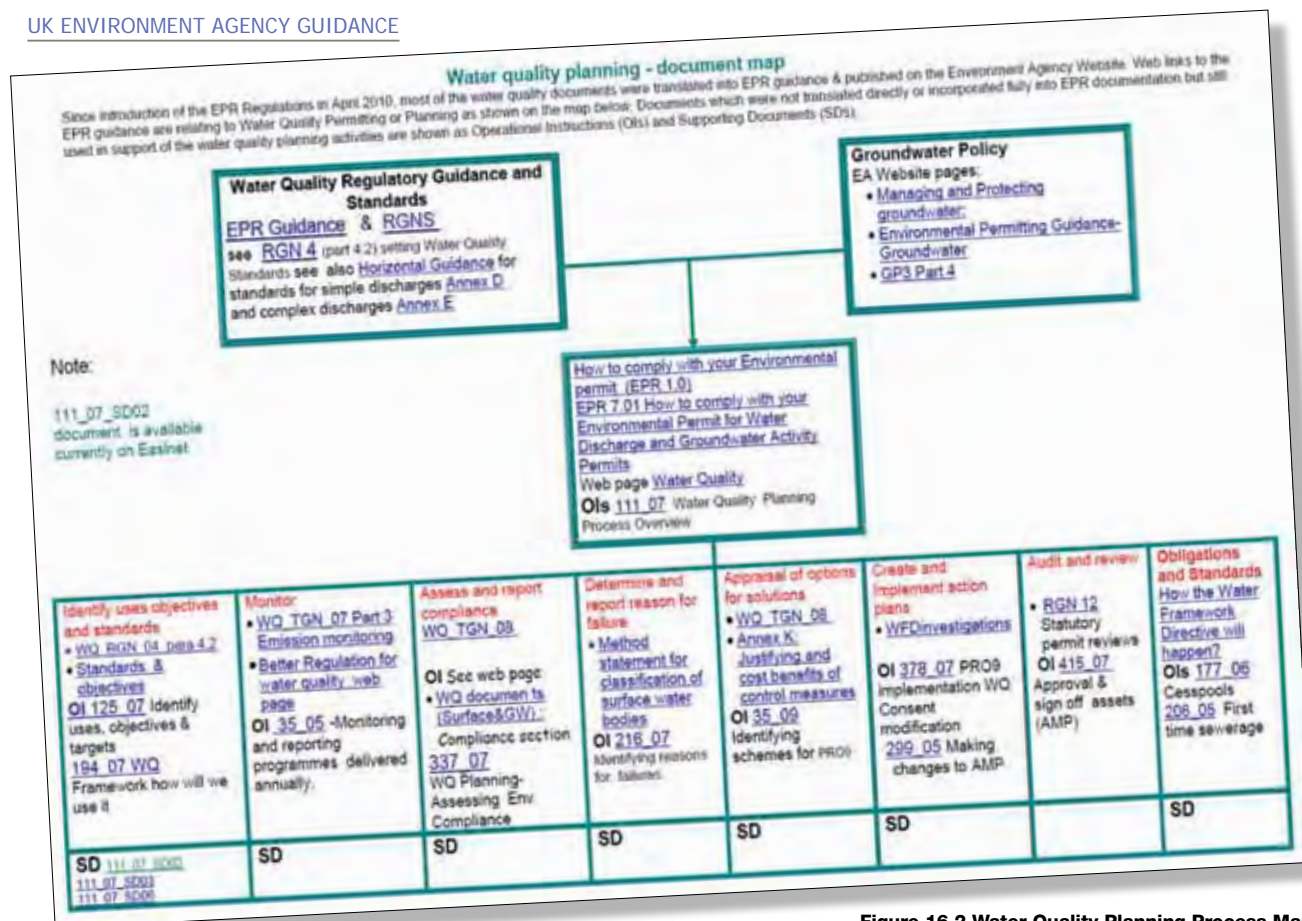 UK ENVIRONMENT AGENCY GUIDANCE
Water quality planning - document map
Since introduction of the EPR Regulations in April 2010, most of the water quality documents were translated into EPR guidance & published on the Environment Agency Website. Web links to the
EPR guidance are relating to Water Quality Permitting or Planning as shown on the map below. Documents which were not translated directly or incorporated fully into EPR documentation but still
used in support of the water quality planning activities are shown as Operational Instructions (OIs) and Supporting Documents (SDs).
Water Quality Regulatory Guidance and
Standards
EPR Guidance & RGNS
see RGN 4 (part 4.2) setting Water Quality
Standards see also Horizontal Guidance for
standards for simple discharges Annex D
and complex discharges Annex E
Groundwater Policy
EA Website pages:
• Managing and Protecting
groundwater;
• Environmental Permitting Guidance-
Groundwater
• GP3 Part 4
Note:
111_07_SD02
document is available
currently on Easinet
How to comply with your Environmental
permit (EPR 1.0)
EPR 7.01 How to comply with your
Environmental Permit for Water
Discharge and Groundwater Activity
Permits
Web page Water Quality
OIs 111_07 Water Quality Planning
Process Overview
Identify uses objectives
and standards
• WQ_RGN_04_para 4.2
• Standards &
objectives
OI 125_07 Identify
uses, objectives &
targets
194_07 WQ
Framework how will we
use it
Monitor
• WQ_TGN_07 Part 3
Emission monitoring
• Better Regulation for
water quality web
page
OI 35_05 -Monitoring
and reporting
programmes delivered
annually.
Assess and report
compliance
WQ_TGN_08
OI See web page
• WQ documen ts
(Surface&GW) :
Compliance section
337_07
WQ Planning-
Assessing Env
Compliance
Determine and
report reason for
failure
• Method
statement for
classification of
surface water
bodies
OI 216_07
Identifying reasons
for failures
Appraisal of options
for solutions
• WQ_TGN_08
• Annex K:
Justifying and
cost benefits of
control measures
OI 35_09
Identifying
schemes for PR09
Create and
implement action
plans
• WFDinvestigations
OI 378_07 PR09
implementation WQ
Consent
modification
299_05 Making
changes to AMP
Audit and review
• RGN 12
Statutory
permit reviews
OI 415_07
Approval &
sign off assets
(AMP)
Obligations
and Standards
How the Water
Framework
Directive will
happen?
OIs 177_06
Cesspools
206_05 First
time sewerage
SD 111_07_SD02
111_07_SD03
111_07_SD06
SD
SD
SD
SD
SD
SD
Figure 16.2 Water Quality Planning Process Ma